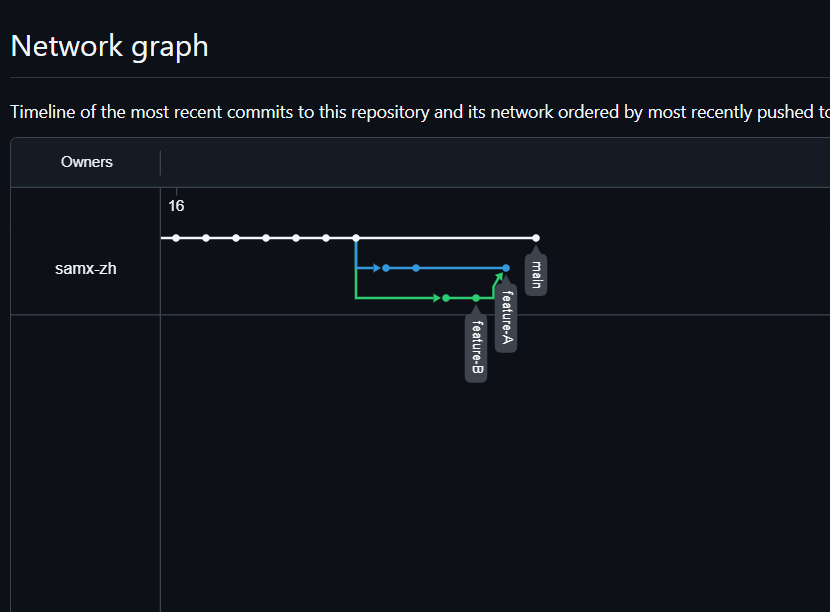 Network graph
Timeline of the most recent commits to this repository and its network ordered by most recently pushed to
Owners
16
samx-zh
main
feature-A
feature-B